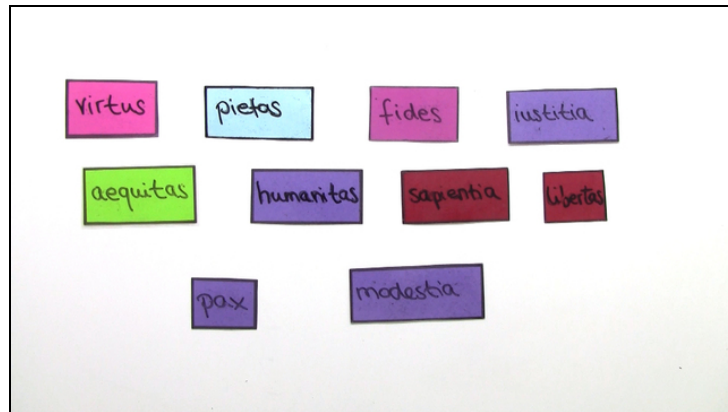 virtus pietas fides iustitia
aequitas humanitas sapientia libertas
pax modestia